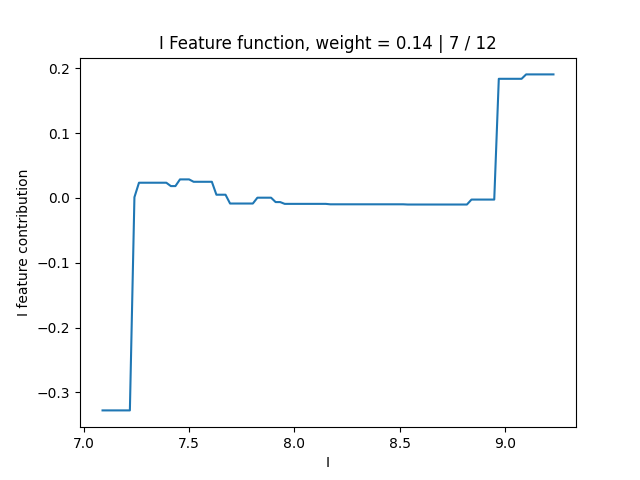 I Feature function, weight = 0.14 | 7 / 12
0.2
0.1
0.0
−0.1
−0.2
−0.3
I feature contribution
7.0 7.5 8.0 8.5 9.0
I